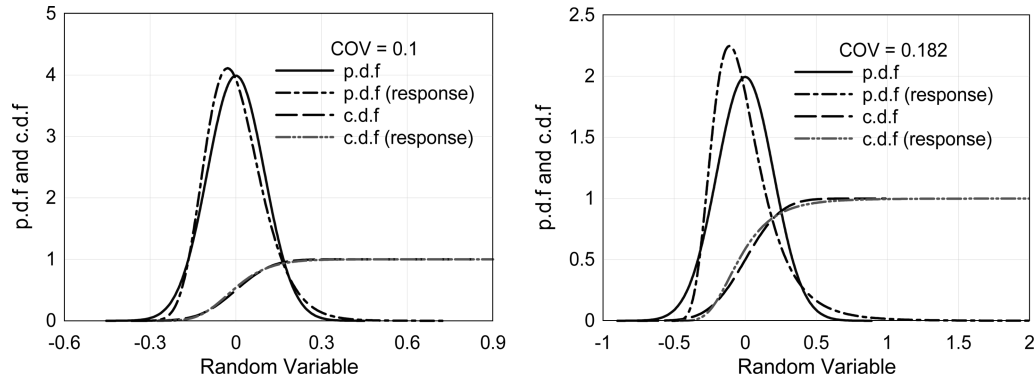 5
4
3
2
1
0
-0.6
-0.3
0
0.3
0.6
0.9
Random Variable
p.d.f and c.d.f
COV = 0.1
p.d.f
p.d.f (response)
c.d.f
c.d.f (response)
2.5
2
1.5
1
0.5
0
-1
-0.5
0
0.5
1
1.5
2
Random Variable
p.d.f and c.d.f
COV = 0.182
p.d.f
p.d.f (response)
c.d.f
c.d.f (response)